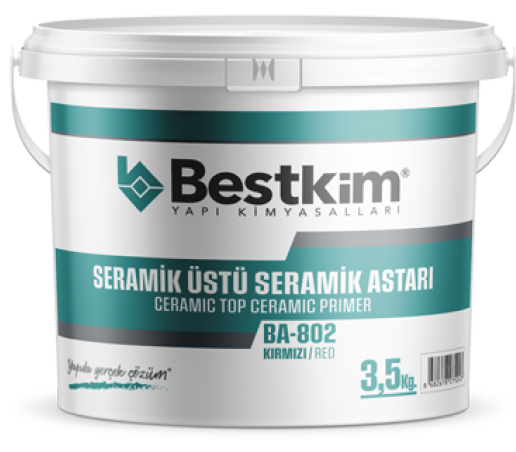 Bestkim®
YAPI KİMYASALLARI
SERAMİK ÜSTÜ SERAMİK ASTARI
CERAMIC TOP CERAMIC PRIMER
BA-802
KIRMIZI/RED
Yapıda gerçek çözüm"
3,5Kg.